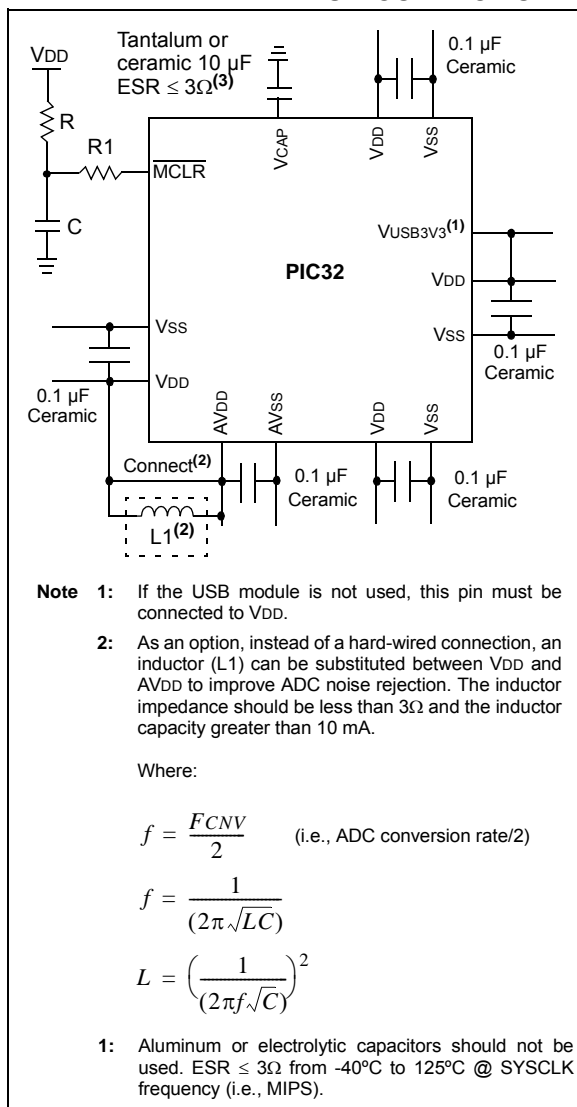 VDD
Tantalum or
ceramic 10 µF
ESR ≤ 3Ω(3)
0.1 µF
Ceramic
R
R1
C
MCLR
VCAP
VDD
VSS
VUSB3V3(1)
PIC32
VDD
VSS
0.1 µF
Ceramic
VSS
VDD
0.1 µF
Ceramic
AVDD
AVSS
VDD
VSS
Connect(2)
L1(2)
0.1 µF
Ceramic
0.1 µF
Ceramic
Note 1: If the USB module is not used, this pin must be
connected to VDD.
2: As an option, instead of a hard-wired connection, an
inductor (L1) can be substituted between VDD and
AVDD to improve ADC noise rejection. The inductor
impedance should be less than 3Ω and the inductor
capacity greater than 10 mA.
Where:
f = FCNV / 2 (i.e., ADC conversion rate/2)
f = 1 / (2π√LC)
L = (1 / (2πf√C))²
1: Aluminum or electrolytic capacitors should not be
used. ESR ≤ 3Ω from -40ºC to 125ºC @ SYSCLK
frequency (i.e., MIPS).